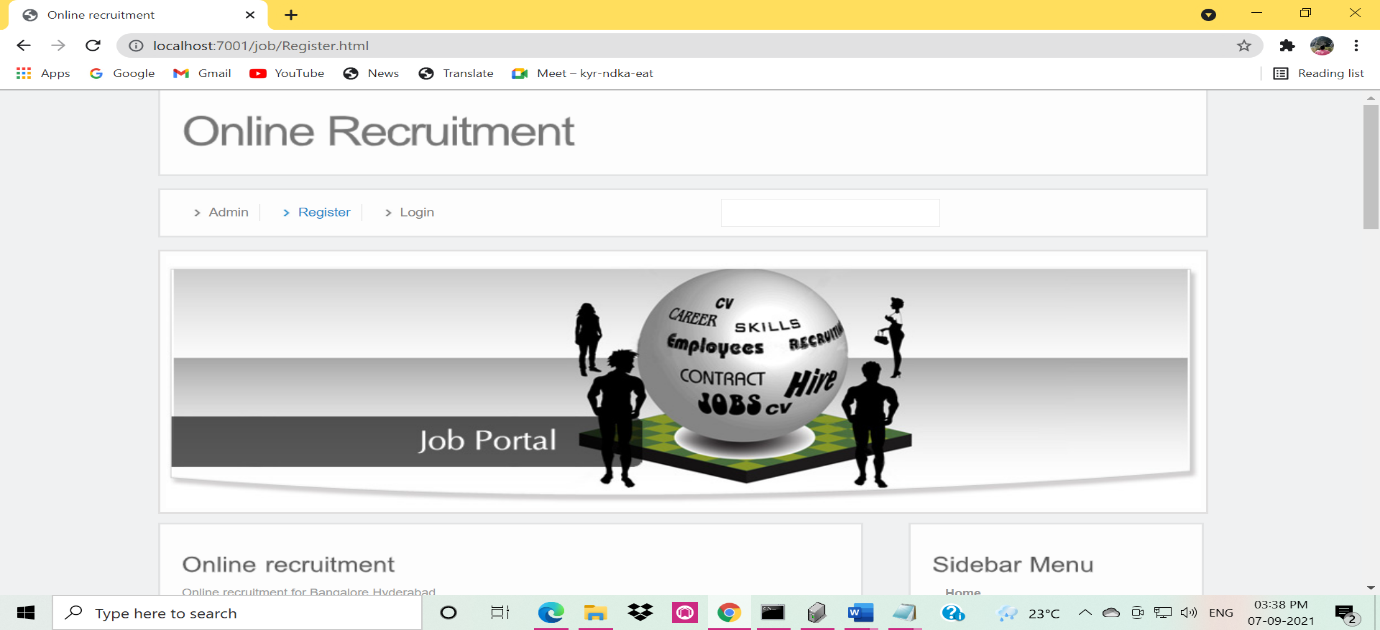 Online recruitment
localhost:7001/job/Register.html
Apps Google Gmail YouTube News Translate Meet – kyr-ndka-eat Reading list
Online Recruitment
Admin Register Login
CV
CAREER SKILLS
Employees RECRUITIN
CONTRACT Hire
JOBS CV
Job Portal
Online recruitment
Online recruitment for Bangalore Hyderabad
Sidebar Menu
Home
Type here to search
23°C ENG
03:38 PM
07-09-2021
2